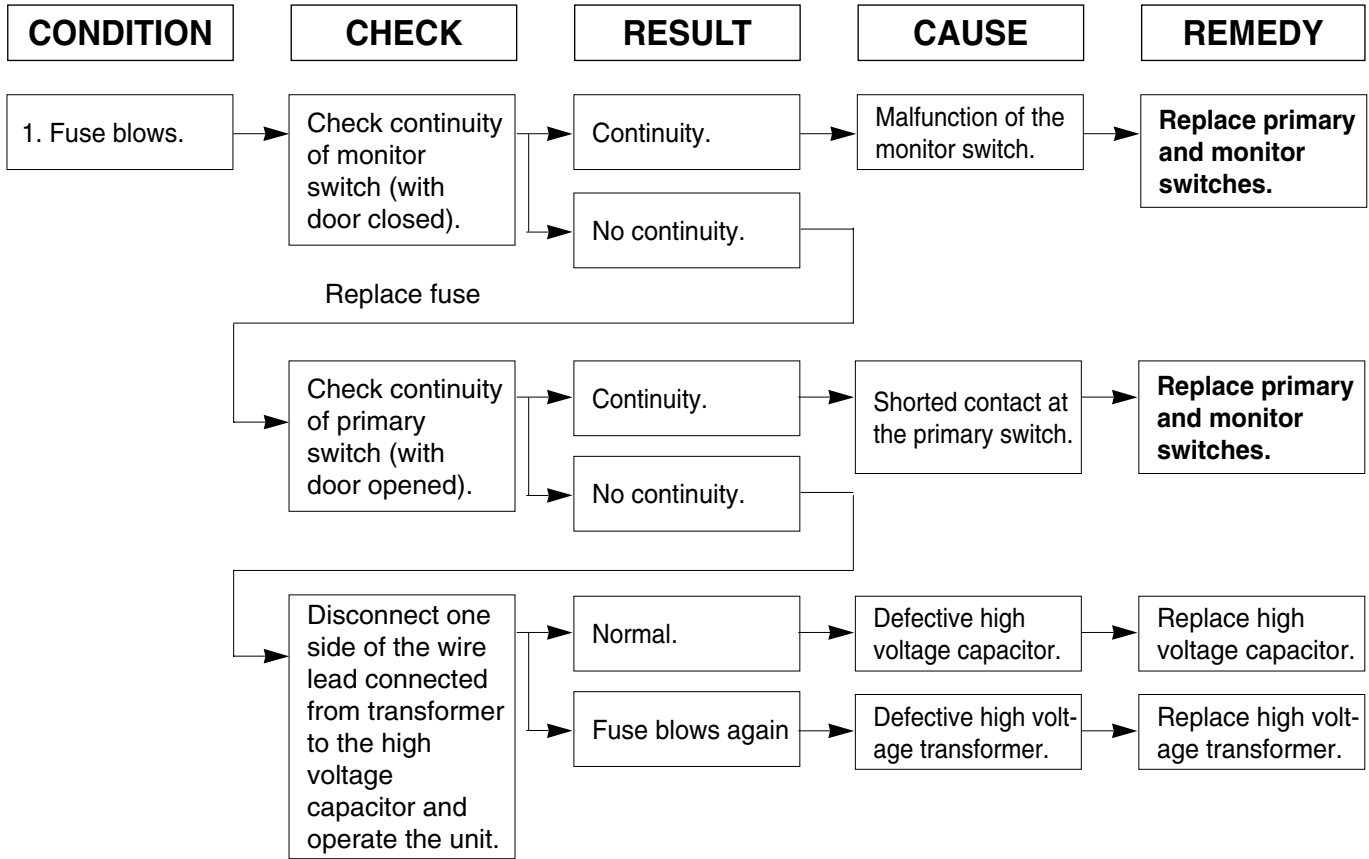 CONDITION
CHECK
RESULT
CAUSE
REMEDY
1. Fuse blows.
Check continuity
of monitor
switch (with
door closed).
Continuity.
Malfunction of the
monitor switch.
Replace primary
and monitor
switches.
No continuity.
Replace fuse
Check continuity
of primary
switch (with
door opened).
Continuity.
Shorted contact at
the primary switch.
Replace primary
and monitor
switches.
No continuity.
Disconnect one
side of the wire
lead connected
from transformer
to the high
voltage
capacitor and
operate the unit.
Normal.
Defective high
voltage capacitor.
Replace high
voltage capacitor.
Fuse blows again
Defective high volt-
age transformer.
Replace high volt-
age transformer.